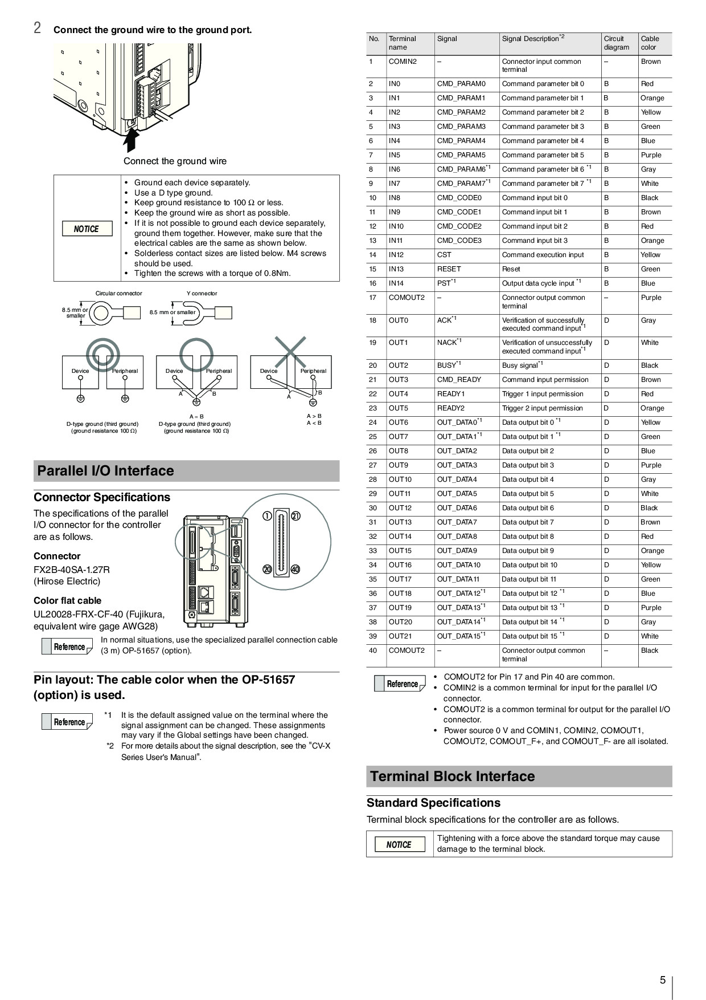 2 Connect the ground wire to the ground port.
Connect the ground wire
NOTICE
• Ground each device separately.
• Use a D type ground.
• Keep ground resistance to 100 Ω or less.
• Keep the ground wire as short as possible.
• If it is not possible to ground each device separately,
ground them together. However, make sure that the
electrical cables are the same as shown below.
• Solderless contact sizes are listed below. M4 screws
should be used.
• Tighten the screws with a torque of 0.8Nm.
Circular connector Y connector
8.5 mm or
smaller
8.5 mm or smaller
Device Peripheral Device Peripheral Device Peripheral
A B A B
A = B
D-type ground (third ground)
(ground resistance 100 Ω)
D-type ground (third ground)
(ground resistance 100 Ω)
A > B
A < B
Parallel I/O Interface
Connector Specifications
The specifications of the parallel
I/O connector for the controller
are as follows.
Connector
FX2B-40SA-1.27R
(Hirose Electric)
Color flat cable
UL20028-FRX-CF-40 (Fujikura,
equivalent wire gage AWG28)
① ㉑
⑳ ㊵
Reference
In normal situations, use the specialized parallel connection cable
(3 m) OP-51657 (option).
Pin layout: The cable color when the OP-51657
(option) is used.
Reference
*1 It is the default assigned value on the terminal where the
signal assignment can be changed. These assignments
may vary if the Global settings have been changed.
*2 For more details about the signal description, see the "CV-X
Series User's Manual".
No. Terminal name Signal Signal Description*2 Circuit diagram Cable color
1 COMIN2 – Connector input common terminal – Brown
2 IN0 CMD_PARAM0 Command parameter bit 0 B Red
3 IN1 CMD_PARAM1 Command parameter bit 1 B Orange
4 IN2 CMD_PARAM2 Command parameter bit 2 B Yellow
5 IN3 CMD_PARAM3 Command parameter bit 3 B Green
6 IN4 CMD_PARAM4 Command parameter bit 4 B Blue
7 IN5 CMD_PARAM5 Command parameter bit 5 B Purple
8 IN6 CMD_PARAM6*1 Command parameter bit 6 *1 B Gray
9 IN7 CMD_PARAM7*1 Command parameter bit 7 *1 B White
10 IN8 CMD_CODE0 Command input bit 0 B Black
11 IN9 CMD_CODE1 Command input bit 1 B Brown
12 IN10 CMD_CODE2 Command input bit 2 B Red
13 IN11 CMD_CODE3 Command input bit 3 B Orange
14 IN12 CST Command execution input B Yellow
15 IN13 RESET Reset B Green
16 IN14 PST*1 Output data cycle input *1 B Blue
17 COMOUT2 – Connector output common terminal – Purple
18 OUT0 ACK*1 Verification of successfully executed command input*1 D Gray
19 OUT1 NACK*1 Verification of unsuccessfully executed command input*1 D White
20 OUT2 BUSY*1 Busy signal*1 D Black
21 OUT3 CMD_READY Command input permission D Brown
22 OUT4 READY1 Trigger 1 input permission D Red
23 OUT5 READY2 Trigger 2 input permission D Orange
24 OUT6 OUT_DATA0*1 Data output bit 0 *1 D Yellow
25 OUT7 OUT_DATA1*1 Data output bit 1 *1 D Green
26 OUT8 OUT_DATA2 Data output bit 2 D Blue
27 OUT9 OUT_DATA3 Data output bit 3 D Purple
28 OUT10 OUT_DATA4 Data output bit 4 D Gray
29 OUT11 OUT_DATA5 Data output bit 5 D White
30 OUT12 OUT_DATA6 Data output bit 6 D Black
31 OUT13 OUT_DATA7 Data output bit 7 D Brown
32 OUT14 OUT_DATA8 Data output bit 8 D Red
33 OUT15 OUT_DATA9 Data output bit 9 D Orange
34 OUT16 OUT_DATA10 Data output bit 10 D Yellow
35 OUT17 OUT_DATA11 Data output bit 11 D Green
36 OUT18 OUT_DATA12*1 Data output bit 12 *1 D Blue
37 OUT19 OUT_DATA13*1 Data output bit 13 *1 D Purple
38 OUT20 OUT_DATA14*1 Data output bit 14 *1 D Gray
39 OUT21 OUT_DATA15*1 Data output bit 15 *1 D White
40 COMOUT2 – Connector output common terminal – Black
Reference
• COMOUT2 for Pin 17 and Pin 40 are common.
• COMIN2 is a common terminal for input for the parallel I/O
connector.
• COMOUT2 is a common terminal for output for the parallel I/O
connector.
• Power source 0 V and COMIN1, COMIN2, COMOUT1,
COMOUT2, COMOUT_F+, and COMOUT_F- are all isolated.
Terminal Block Interface
Standard Specifications
Terminal block specifications for the controller are as follows.
NOTICE
Tightening with a force above the standard torque may cause
damage to the terminal block.
5